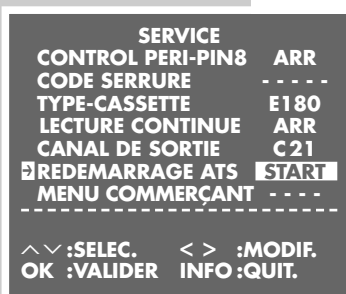 SERVICE
CONTROL PERI-PIN8 ARR
CODE SERRURE - - - - -
TYPE-CASSETTE E180
LECTURE CONTINUE ARR
CANAL DE SORTIE C21
REDEMARRAGE ATS START
MENU COMMERÇANT - - - -
:SELEC. < > :MODIF.
OK :VALIDER INFO :QUIT.